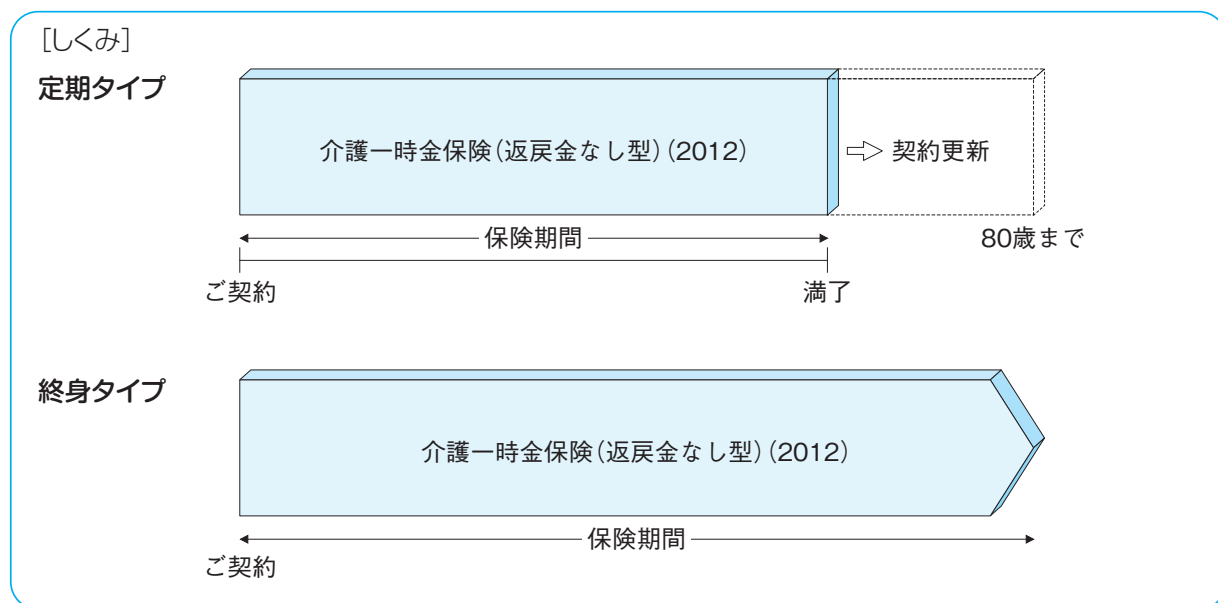 [しくみ]
定期タイプ
介護一時金保険(返戻金なし型)(2012)
⇨ 契約更新
保険期間
80歳まで
ご契約
満了
終身タイプ
介護一時金保険(返戻金なし型)(2012)
保険期間
ご契約